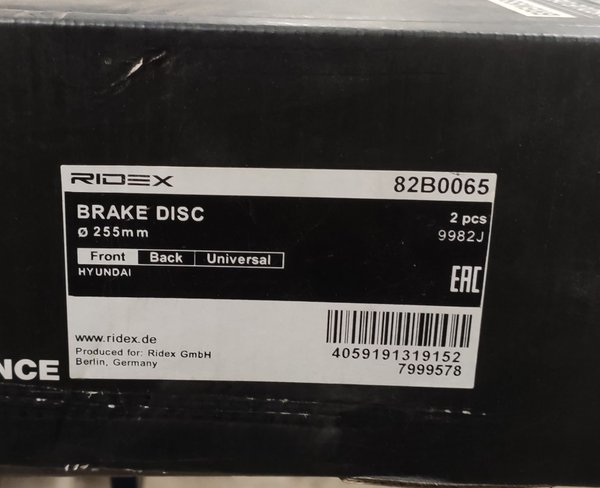 RIDEX 82B0065
BRAKE DISC 2 pcs
ø 255mm 9982J
Front Back Universal
HYUNDAI
EAC
www.ridex.de
Produced for: Ridex GmbH
Berlin, Germany
4059191319152
7999578
NCE